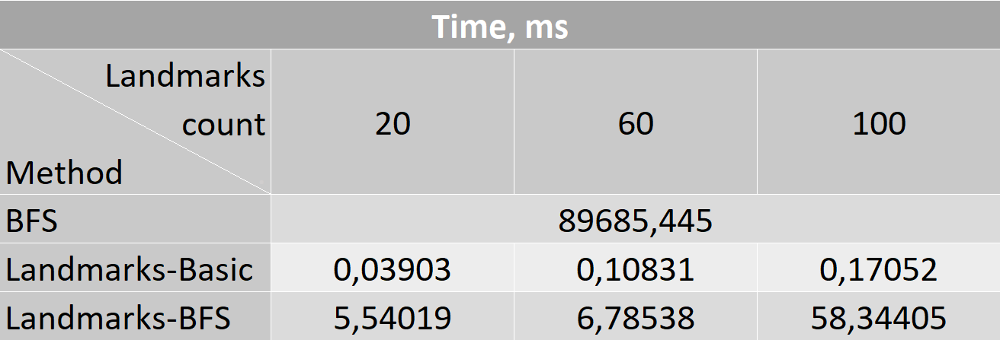 Time, ms
Landmarks
count
Method
20 60 100
BFS 89685,445
Landmarks-Basic 0,03903 0,10831 0,17052
Landmarks-BFS 5,54019 6,78538 58,34405